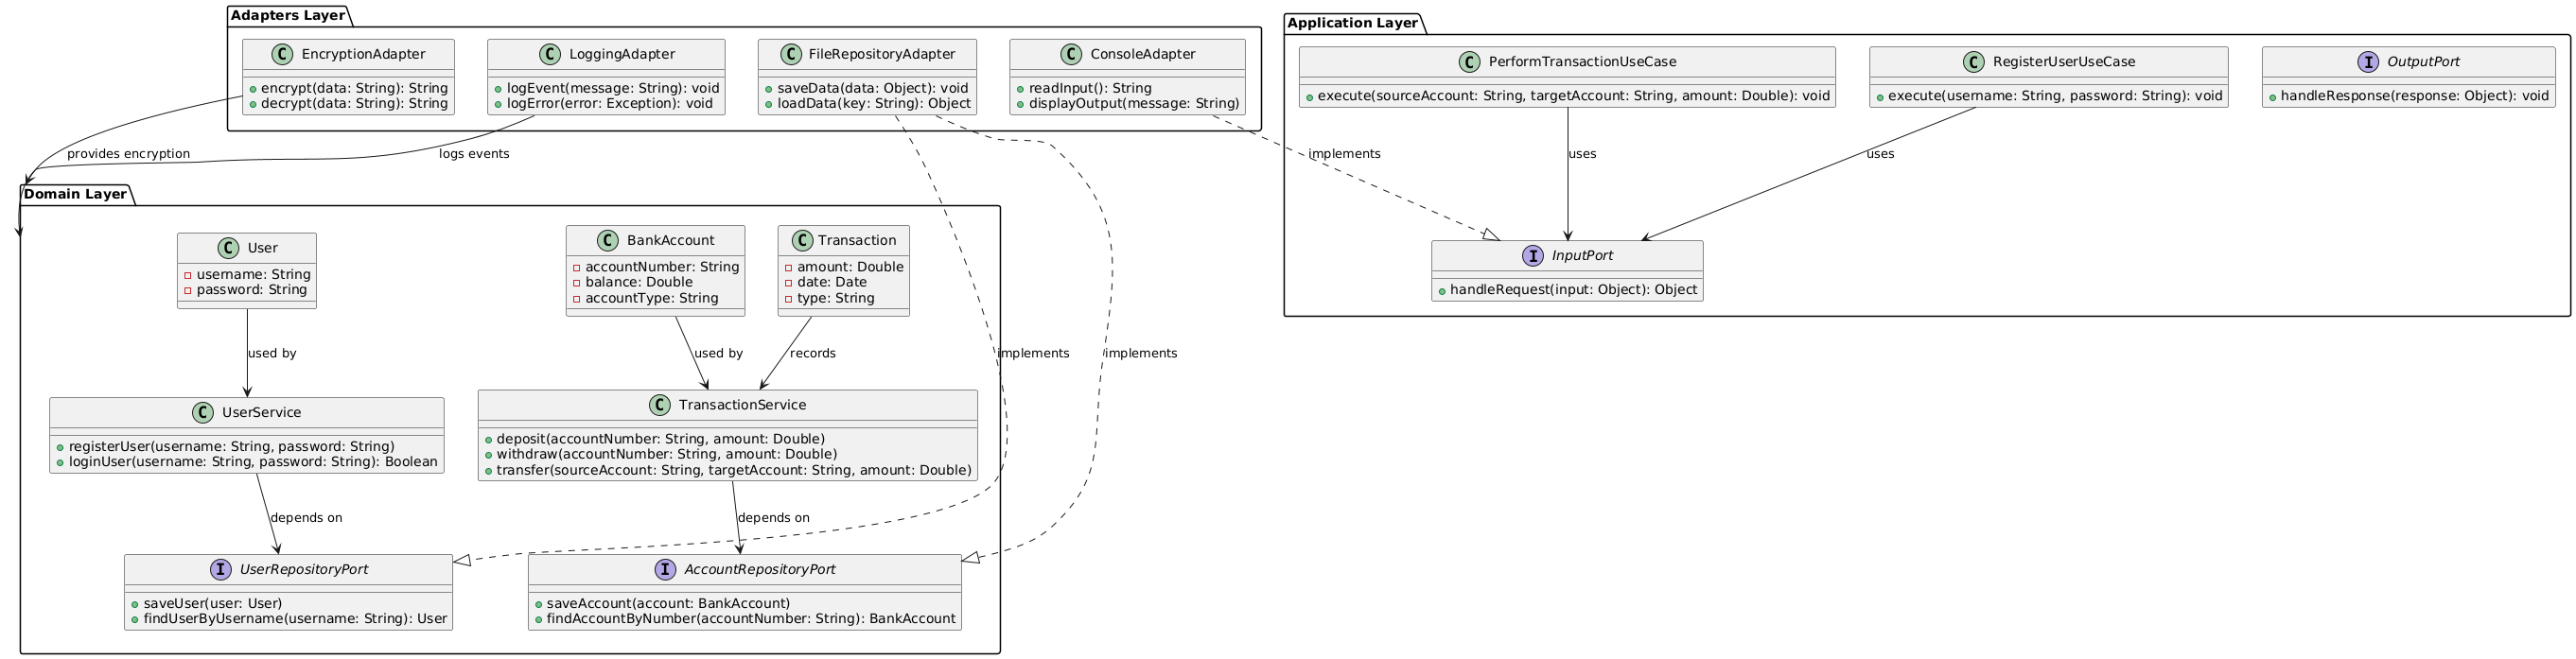 Adapters Layer
C EncryptionAdapter
encrypt(data: String): String
decrypt(data: String): String
C LoggingAdapter
logEvent(message: String): void
logError(error: Exception): void
C FileRepositoryAdapter
saveData(data: Object): void
loadData(key: String): Object
C ConsoleAdapter
readInput(): String
displayOutput(message: String)
Application Layer
C PerformTransactionUseCase
execute(sourceAccount: String, targetAccount: String, amount: Double): void
C RegisterUserUseCase
execute(username: String, password: String): void
I OutputPort
handleResponse(response: Object): void
provides encryption
logs events
implements
uses
uses
I InputPort
handleRequest(input: Object): Object
Domain Layer
C User
username: String
password: String
C BankAccount
accountNumber: String
balance: Double
accountType: String
C Transaction
amount: Double
date: Date
type: String
used by
used by
records
implements
implements
C UserService
registerUser(username: String, password: String)
loginUser(username: String, password: String): Boolean
C TransactionService
deposit(accountNumber: String, amount: Double)
withdraw(accountNumber: String, amount: Double)
transfer(sourceAccount: String, targetAccount: String, amount: Double)
depends on
depends on
I UserRepositoryPort
saveUser(user: User)
findUserByUsername(username: String): User
I AccountRepositoryPort
saveAccount(account: BankAccount)
findAccountByNumber(accountNumber: String): BankAccount